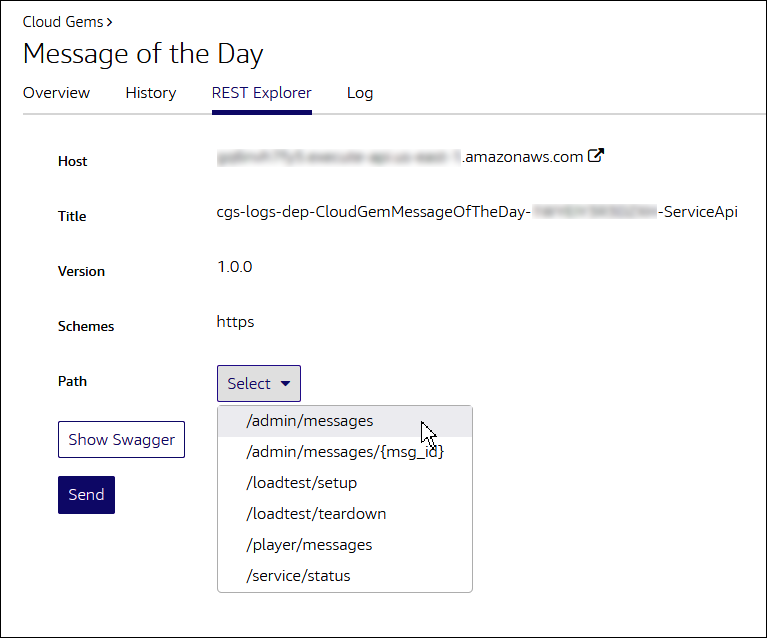 Cloud Gems >
Message of the Day
Overview History REST Explorer Log
Host .amazonaws.com
Title cgs-logs-dep-CloudGemMessageOfTheDay- -ServiceApi
Version 1.0.0
Schemes https
Path Select
/admin/messages
Show Swagger /admin/messages/{msg_id}
/loadtest/setup
Send
/loadtest/teardown
/player/messages
/service/status